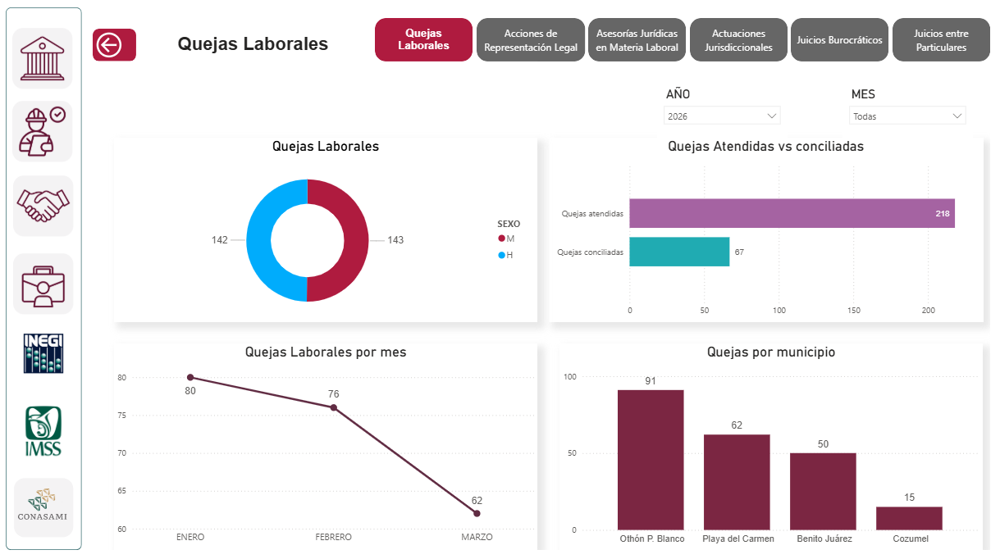 Quejas Laborales
Quejas
Laborales
Acciones de
Representación Legal
Asesorías Jurídicas
en Materia Laboral
Actuaciones
Jurisdiccionales
Juicios Burocráticos
Juicios entre
Particulares
AÑO
2026
MES
Todas
INEGI
IMSS
CONASAMI
Quejas Laborales
142
143
SEXO
M
H
Quejas Atendidas vs conciliadas
Quejas atendidas
218
Quejas conciliadas
67
0
50
100
150
200
Quejas Laborales por mes
80
75
70
65
60
80
76
62
ENERO
FEBRERO
MARZO
Quejas por municipio
100
50
0
91
62
50
15
Othón P. Blanco
Playa del Carmen
Benito Juárez
Cozumel